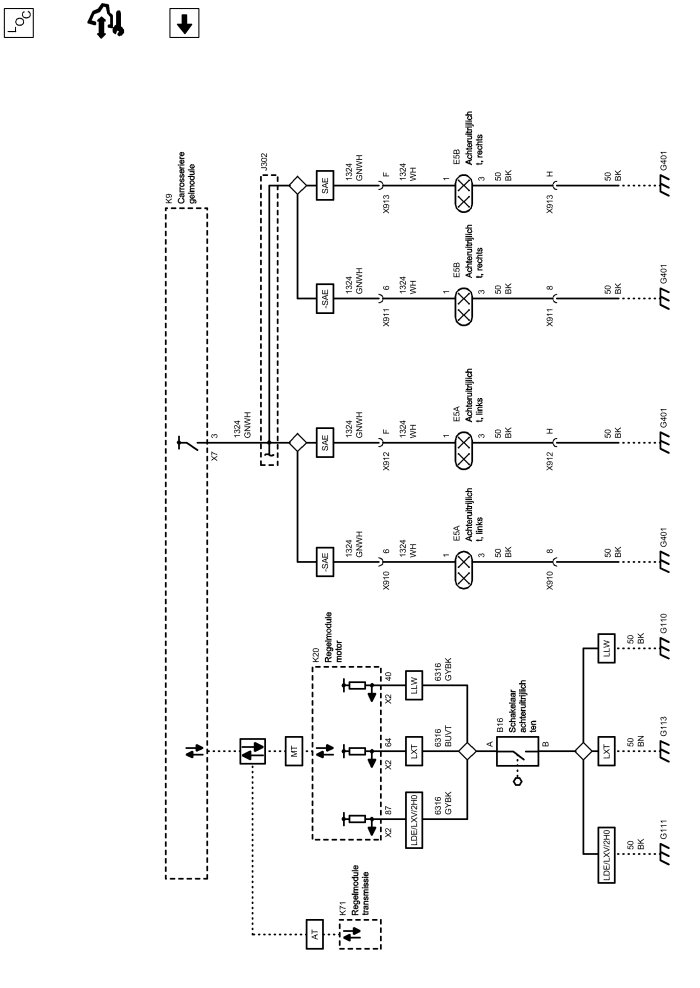 LOC
K9
Carrosseriere
gelmodule
X7
3
1324
GNWH
J302
SAE
1324
GNWH
X913
F
1324
WH
1
E5B
Achteruitrijlich
t, rechts
3
50
BK
X913
H
50
BK
G401
-SAE
1324
GNWH
X911
6
1324
WH
1
E5B
Achteruitrijlich
t, rechts
3
50
BK
X911
8
50
BK
G401
SAE
1324
GNWH
X912
F
1324
WH
1
E5A
Achteruitrijlich
t, links
3
50
BK
X912
H
50
BK
G401
-SAE
1324
GNWH
X910
6
1324
WH
1
E5A
Achteruitrijlich
t, links
3
50
BK
X910
8
50
BK
G401
MT
K20
Regelmodule
motor
X2
40
LLW
6316
GYBK
X2
64
LXT
6316
BUVT
X2
87
LDE/LXV/2H0
6316
GYBK
A
B16
Schakelaar
achteruitrijlich
ten
B
LLW
50
BK
G110
LXT
50
BN
G113
LDE/LXV/2H0
50
BK
G111
AT
K71
Regelmodule
transmissie